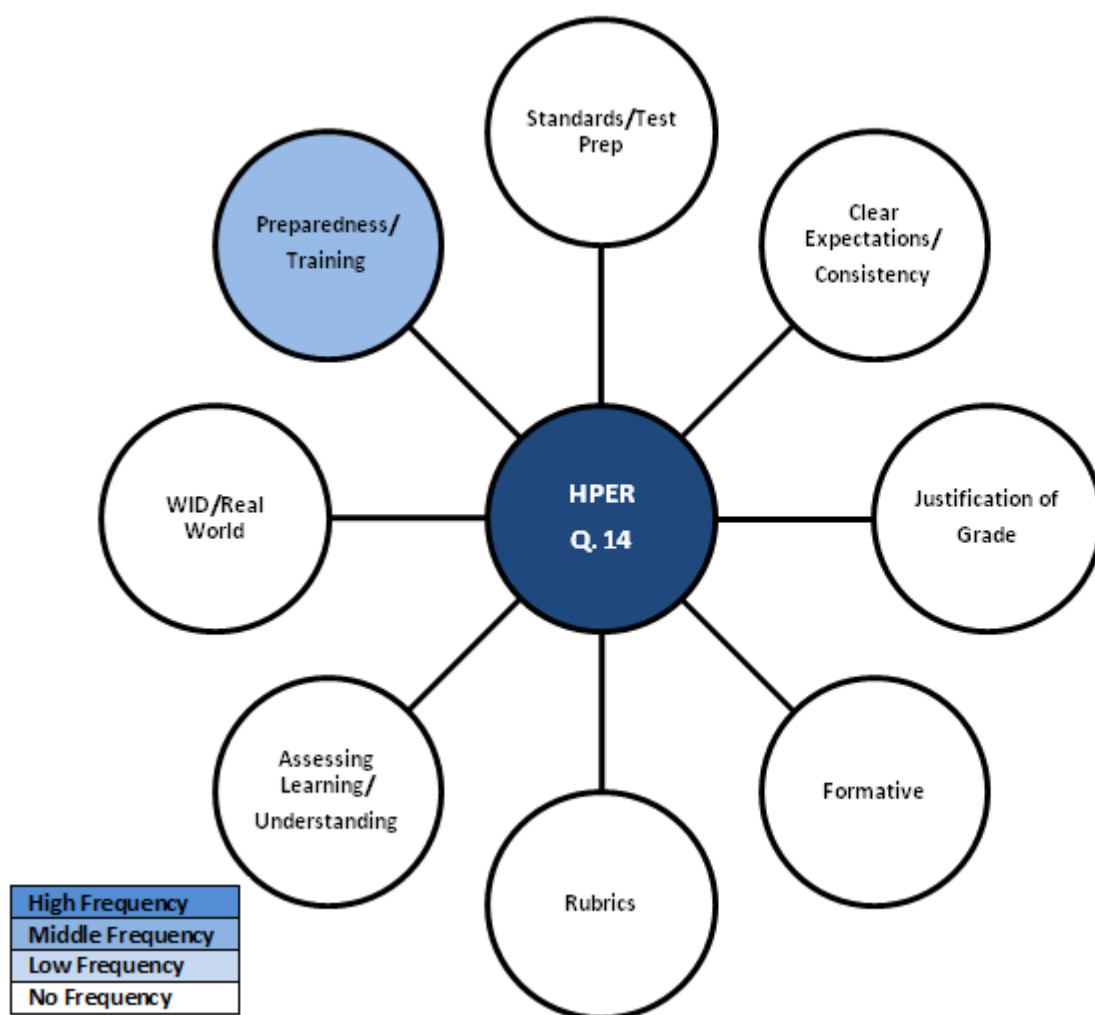 Standards/Test
Prep
Clear
Expectations/
Consistency
Preparedness/
Training
HPER
Q. 14
Justification of
Grade
WID/Real
World
Assessing
Learning/
Understanding
Formative
Rubrics
High Frequency
Middle Frequency
Low Frequency
No Frequency